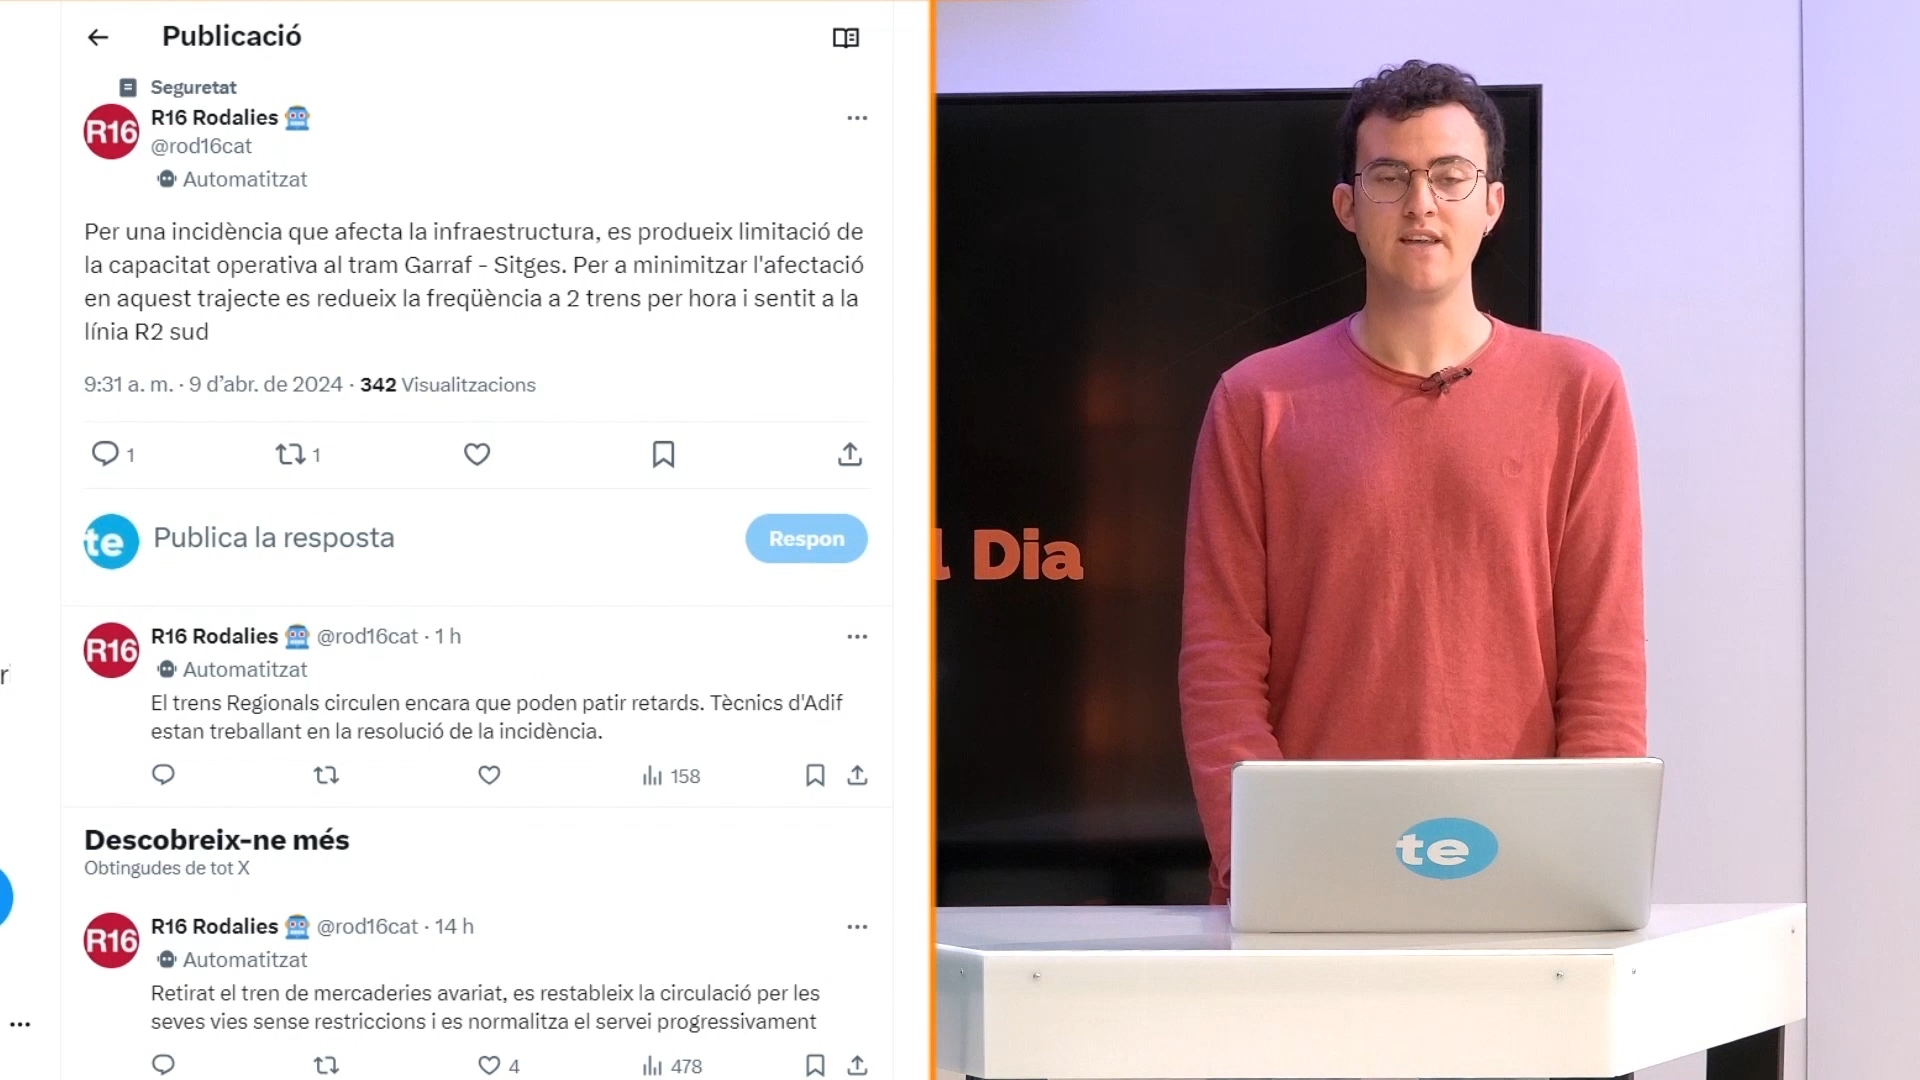 Publicació
Seguretat
R16
R16 Rodalies
@rod16cat
Automatitzat
Per una incidència que afecta la infraestructura, es produeix limitació de
la capacitat operativa al tram Garraf - Sitges. Per a minimitzar l'afectació
en aquest trajecte es redueix la freqüència a 2 trens per hora i sentit a la
línia R2 sud
9:31 a. m. · 9 d'abr. de 2024 · 342 Visualitzacions
1 1
te Publica la resposta Respon
R16
R16 Rodalies @rod16cat · 1 h
Automatitzat
El trens Regionals circulen encara que poden patir retards. Tècnics d'Adif
estan treballant en la resolució de la incidència.
158
Descobreix-ne més
Obtingudes de tot X
R16
R16 Rodalies @rod16cat · 14 h
Automatitzat
Retirat el tren de mercaderies avariat, es restableix la circulació per les
seves vies sense restriccions i es normalitza el servei progressivament
4 478
l Dia
te